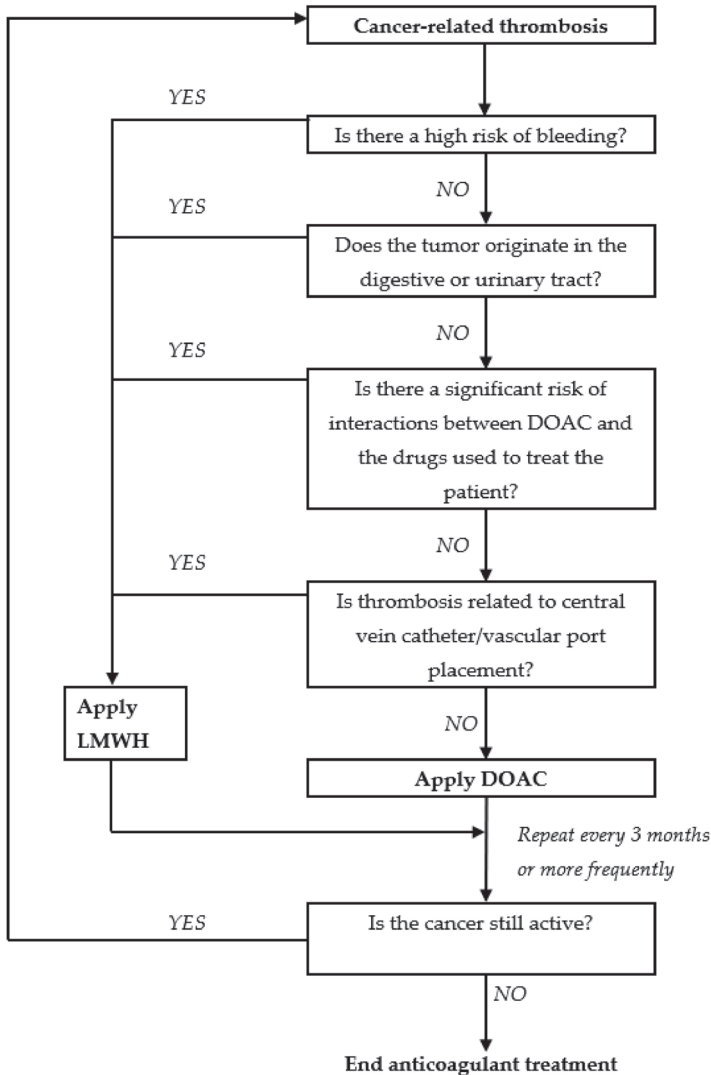 Cancer-related thrombosis
YES
Is there a high risk of bleeding?
NO
YES
Does the tumor originate in the
digestive or urinary tract?
NO
YES
Is there a significant risk of
interactions between DOAC and
the drugs used to treat the
patient?
NO
YES
Is thrombosis related to central
vein catheter/vascular port
placement?
Apply
LMWH
NO
Apply DOAC
Repeat every 3 months
or more frequently
YES
Is the cancer still active?
NO
End anticoagulant treatment